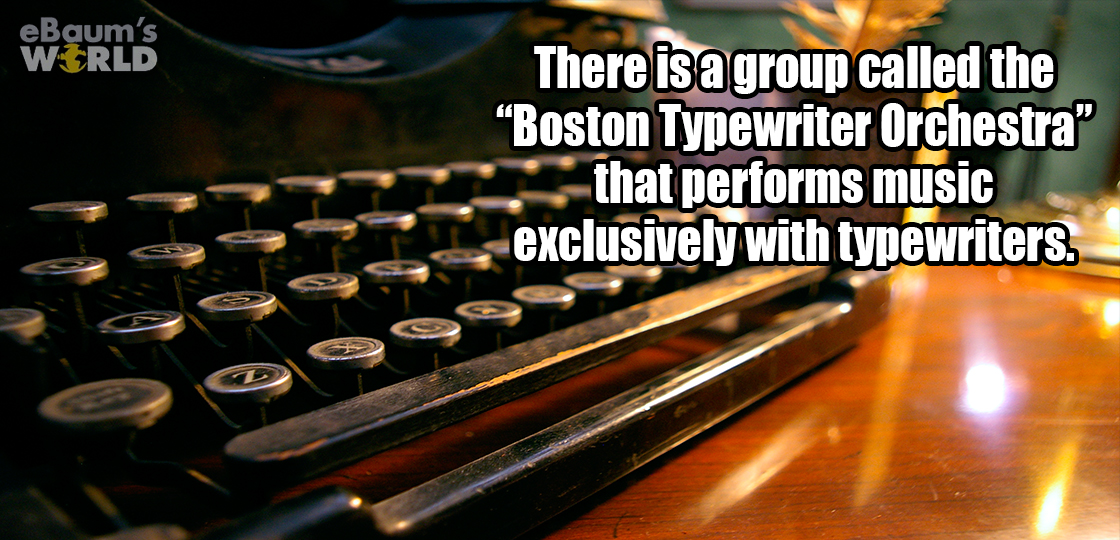 eBaum's
WORLD
There is a group called the
“Boston Typewriter Orchestra”
that performs music
exclusively with typewriters.
W
A
S
D
Z
X
C